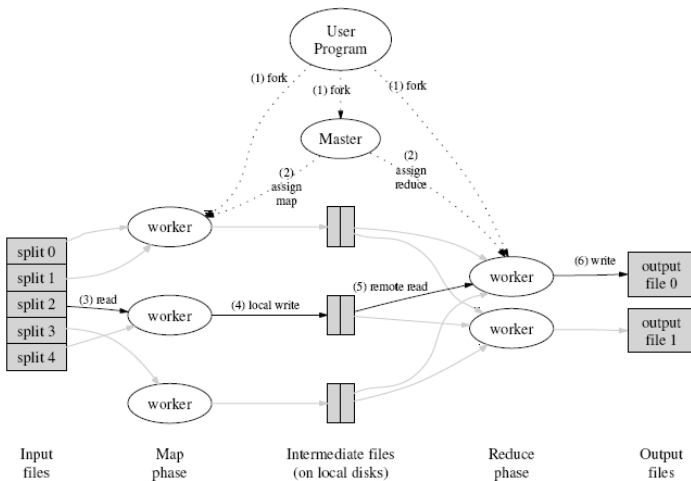 User
Program
(1) fork
(1) fork
(1) fork
Master
(2)
assign
map
(2)
assign
reduce
worker
split 0
split 1
split 2
split 3
split 4
(3) read
worker
(4) local write
(5) remote read
worker
(6) write
output
file 0
worker
output
file 1
worker
Input
files
Map
phase
Intermediate files
(on local disks)
Reduce
phase
Output
files